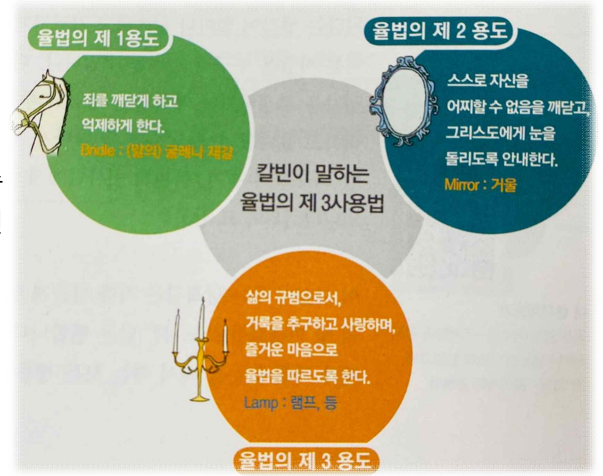 율법의 제 1용도
죄를 깨닫게 하고
억제하게 한다.
Bridle : (말의) 굴레나 재갈
율법의 제 2 용도
스스로 자신을
어찌할 수 없음을 깨닫고,
그리스도에게 눈을
돌리도록 안내한다.
Mirror : 거울
칼빈이 말하는
율법의 제 3사용법
삶의 규범으로서,
거룩을 추구하고 사랑하며,
즐거운 마음으로
율법을 따르도록 한다.
Lamp : 램프, 등
율법의 제 3 용도